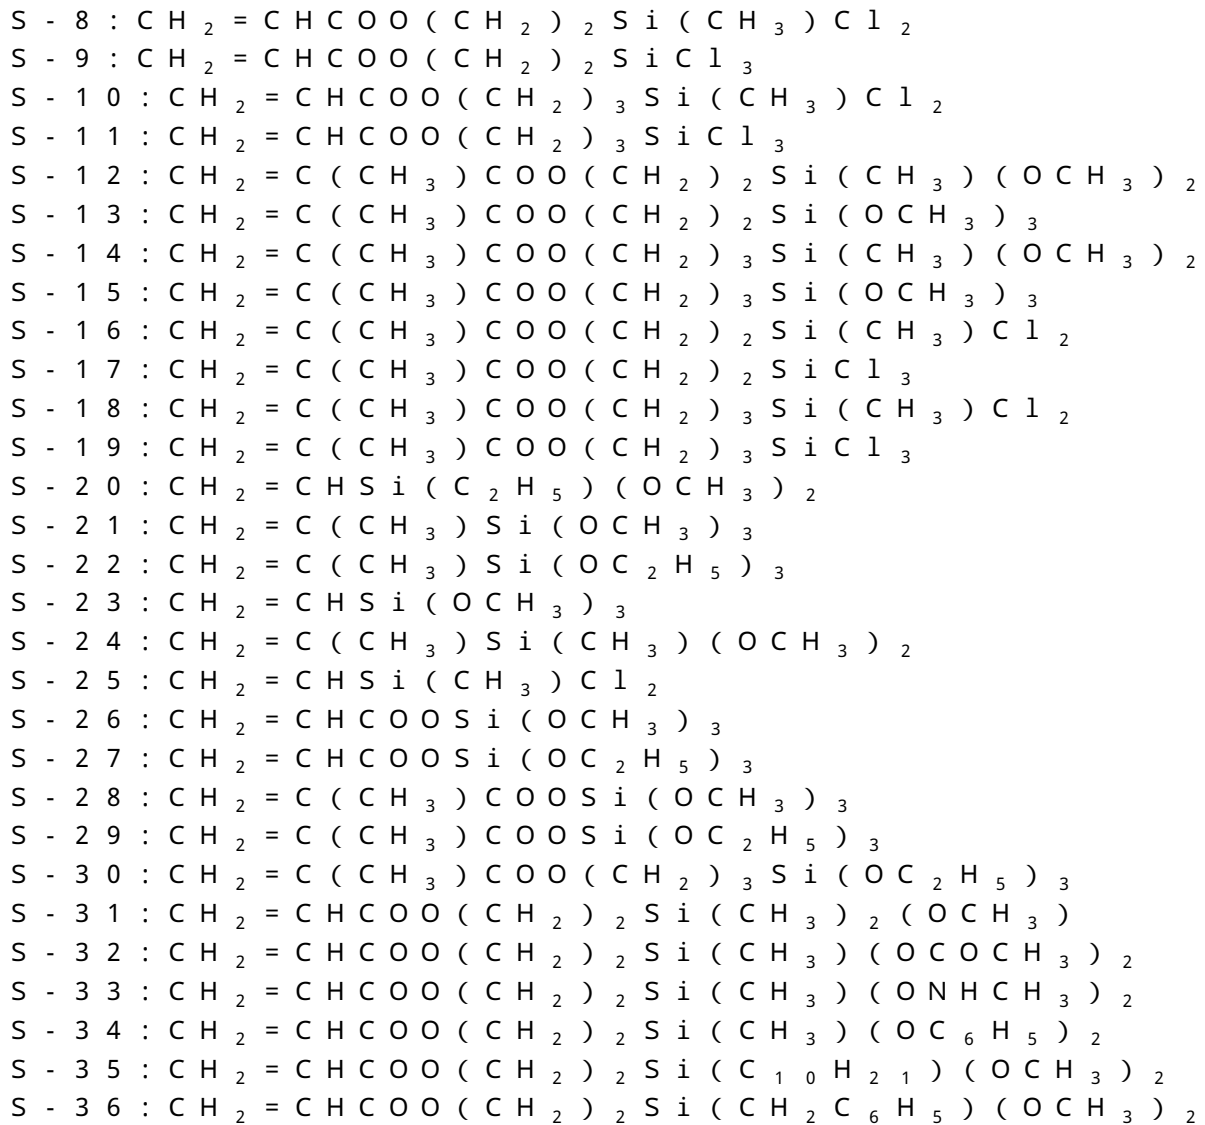 S-8:CH₂=CHCOO(CH₂)₂Si(CH₃)Cl₂
S-9:CH₂=CHCOO(CH₂)₂SiCl₃
S-10:CH₂=CHCOO(CH₂)₃Si(CH₃)Cl₂
S-11:CH₂=CHCOO(CH₂)₃SiCl₃
S-12:CH₂=C(CH₃)COO(CH₂)₂Si(CH₃)(OCH₃)₂
S-13:CH₂=C(CH₃)COO(CH₂)₂Si(OCH₃)₃
S-14:CH₂=C(CH₃)COO(CH₂)₃Si(CH₃)(OCH₃)₂
S-15:CH₂=C(CH₃)COO(CH₂)₃Si(OCH₃)₃
S-16:CH₂=C(CH₃)COO(CH₂)₂Si(CH₃)Cl₂
S-17:CH₂=C(CH₃)COO(CH₂)₂SiCl₃
S-18:CH₂=C(CH₃)COO(CH₂)₃Si(CH₃)Cl₂
S-19:CH₂=C(CH₃)COO(CH₂)₃SiCl₃
S-20:CH₂=CHSi(C₂H₅)(OCH₃)₂
S-21:CH₂=C(CH₃)Si(OCH₃)₃
S-22:CH₂=C(CH₃)Si(OC₂H₅)₃
S-23:CH₂=CHSi(OCH₃)₃
S-24:CH₂=C(CH₃)Si(CH₃)(OCH₃)₂
S-25:CH₂=CHSi(CH₃)Cl₂
S-26:CH₂=CHCOOSi(OCH₃)₃
S-27:CH₂=CHCOOSi(OC₂H₅)₃
S-28:CH₂=C(CH₃)COOSi(OCH₃)₃
S-29:CH₂=C(CH₃)COOSi(OC₂H₅)₃
S-30:CH₂=C(CH₃)COO(CH₂)₃Si(OC₂H₅)₃
S-31:CH₂=CHCOO(CH₂)₂Si(CH₃)₂(OCH₃)
S-32:CH₂=CHCOO(CH₂)₂Si(CH₃)(OCOCH₃)₂
S-33:CH₂=CHCOO(CH₂)₂Si(CH₃)(ONHCH₃)₂
S-34:CH₂=CHCOO(CH₂)₂Si(CH₃)(OC₆H₅)₂
S-35:CH₂=CHCOO(CH₂)₂Si(C₁₀H₂₁)(OCH₃)₂
S-36:CH₂=CHCOO(CH₂)₂Si(CH₂C₆H₅)(OCH₃)₂